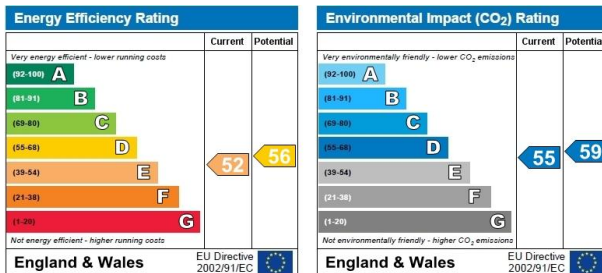 Energy Efficiency Rating
Current Potential
Very energy efficient - lower running costs
(92-100) A
(81-91) B
(69-80) C
(55-68) D
(39-54) E
(21-38) F
(1-20) G
52
56
Not energy efficient - higher running costs
England & Wales
EU Directive
2002/91/EC
Environmental Impact (CO₂) Rating
Current Potential
Very environmentally friendly - lower CO₂ emissions
(92-100) A
(81-91) B
(69-80) C
(55-68) D
(39-54) E
(21-38) F
(1-20) G
55
59
Not environmentally friendly - higher CO₂ emissions
England & Wales
EU Directive
2002/91/EC